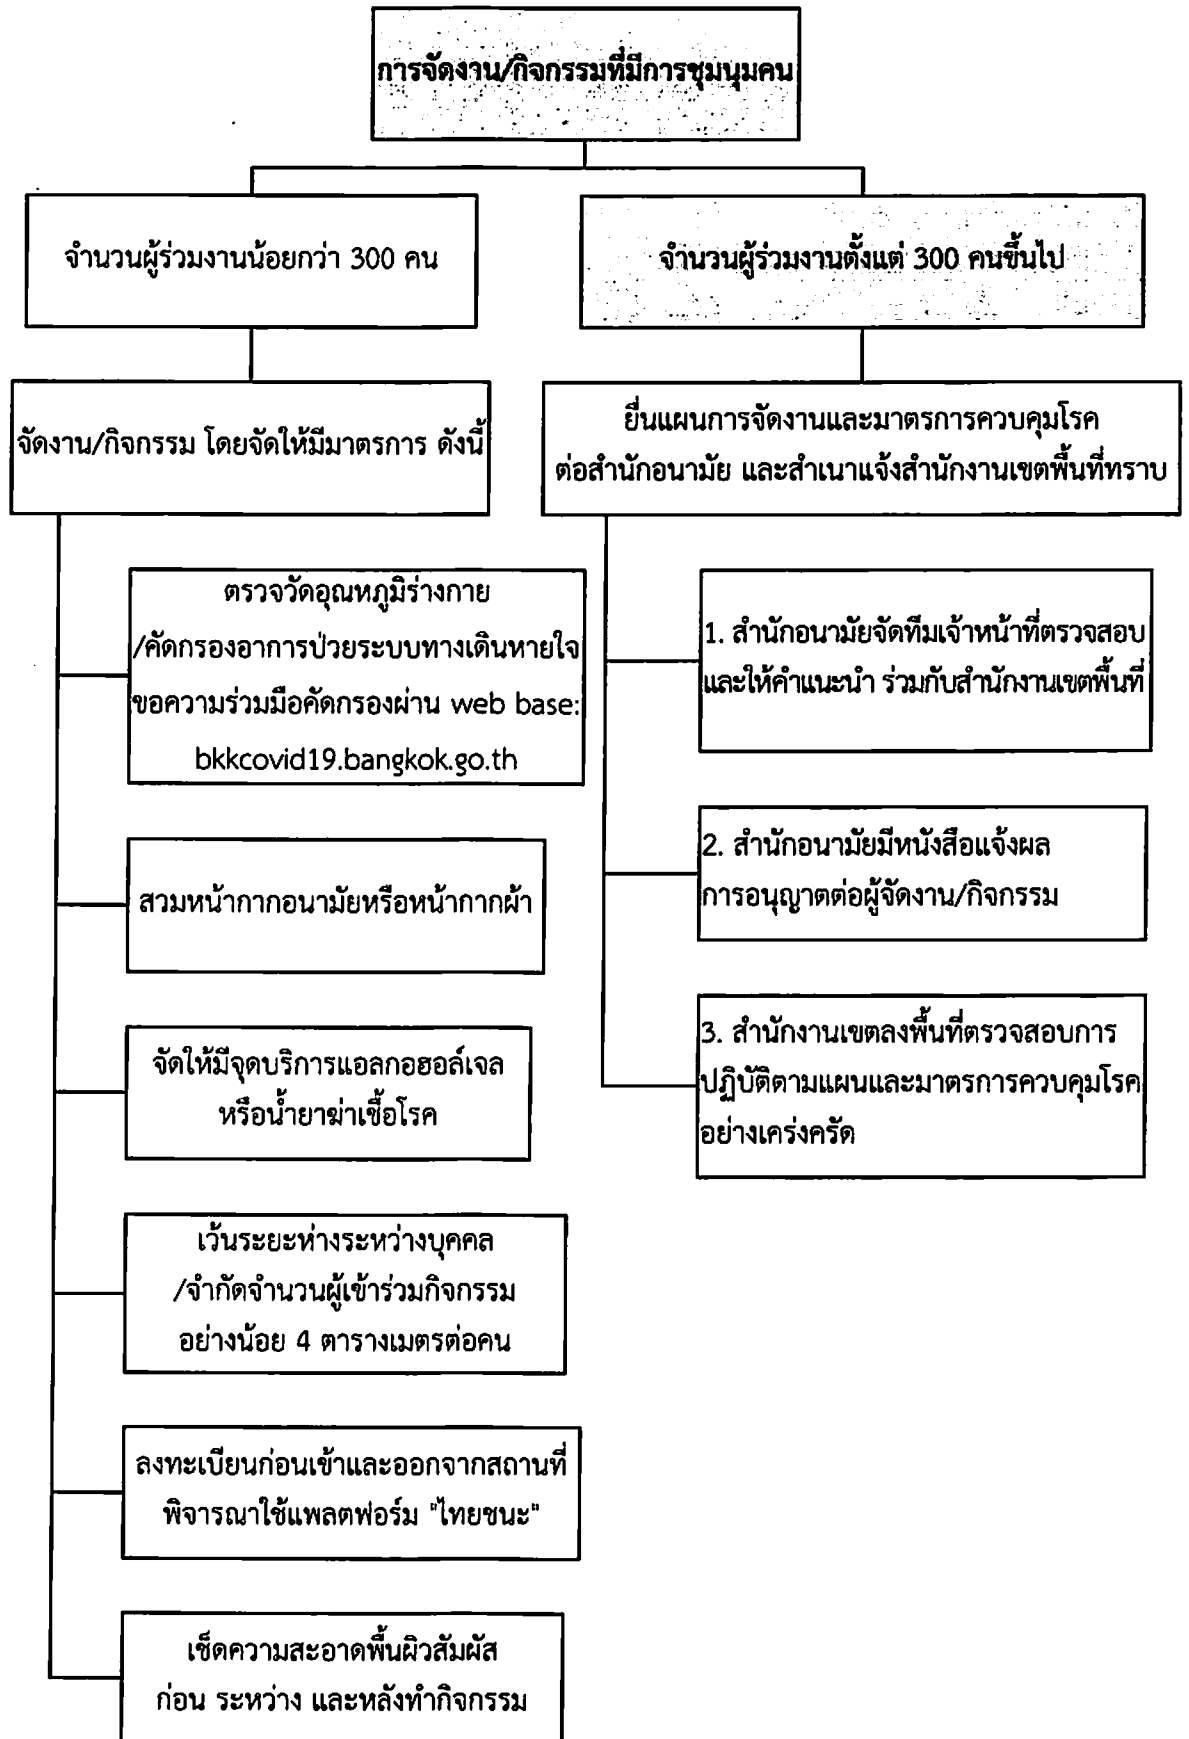 การจัดงาน/กิจกรรมที่มีการชุมนุมคน
จำนวนผู้ร่วมงานน้อยกว่า 300 คน
จัดงาน/กิจกรรม โดยจัดให้มีมาตรการ ดังนี้
ตรวจวัดอุณหภูมิร่างกาย
/คัดกรองอาการป่วยระบบทางเดินหายใจ
ขอความร่วมมือคัดกรองผ่าน web base:
bkkcovid19.bangkok.go.th
สวมหน้ากากอนามัยหรือหน้ากากผ้า
จัดให้มีจุดบริการแอลกอฮอล์เจล
หรือน้ำยาฆ่าเชื้อโรค
เว้นระยะห่างระหว่างบุคคล
/จำกัดจำนวนผู้เข้าร่วมกิจกรรม
อย่างน้อย 4 ตารางเมตรต่อคน
ลงทะเบียนก่อนเข้าและออกจากสถานที่
พิจารณาใช้แพลตฟอร์ม "ไทยชนะ"
เช็ดความสะอาดพื้นผิวสัมผัส
ก่อน ระหว่าง และหลังทำกิจกรรม
จำนวนผู้ร่วมงานตั้งแต่ 300 คนขึ้นไป
ยื่นแผนการจัดงานและมาตรการควบคุมโรค
ต่อสำนักอนามัย และสำเนาแจ้งสำนักงานเขตพื้นที่ทราบ
1. สำนักอนามัยจัดทีมเจ้าหน้าที่ตรวจสอบ
และให้คำแนะนำ ร่วมกับสำนักงานเขตพื้นที่
2. สำนักอนามัยมีหนังสือแจ้งผล
การอนุญาตต่อผู้จัดงาน/กิจกรรม
3. สำนักงานเขตลงพื้นที่ตรวจสอบการ
ปฏิบัติตามแผนและมาตรการควบคุมโรค
อย่างเคร่งครัด